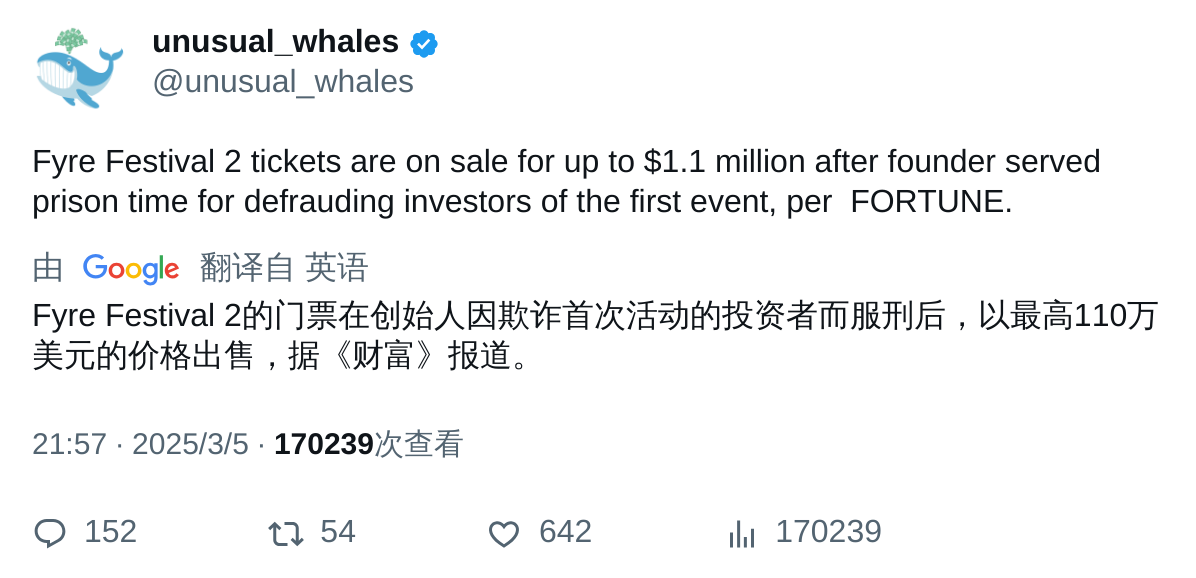 unusual_whales
@unusual_whales
Fyre Festival 2 tickets are on sale for up to $1.1 million after founder served
prison time for defrauding investors of the first event, per  FORTUNE.
由 Google 翻译自 英语
Fyre Festival 2的门票在创始人因欺诈首次活动的投资者而服刑后，以最高110万
美元的价格出售，据《财富》报道。
21:57 · 2025/3/5 · 170239次查看
152 54 642 170239